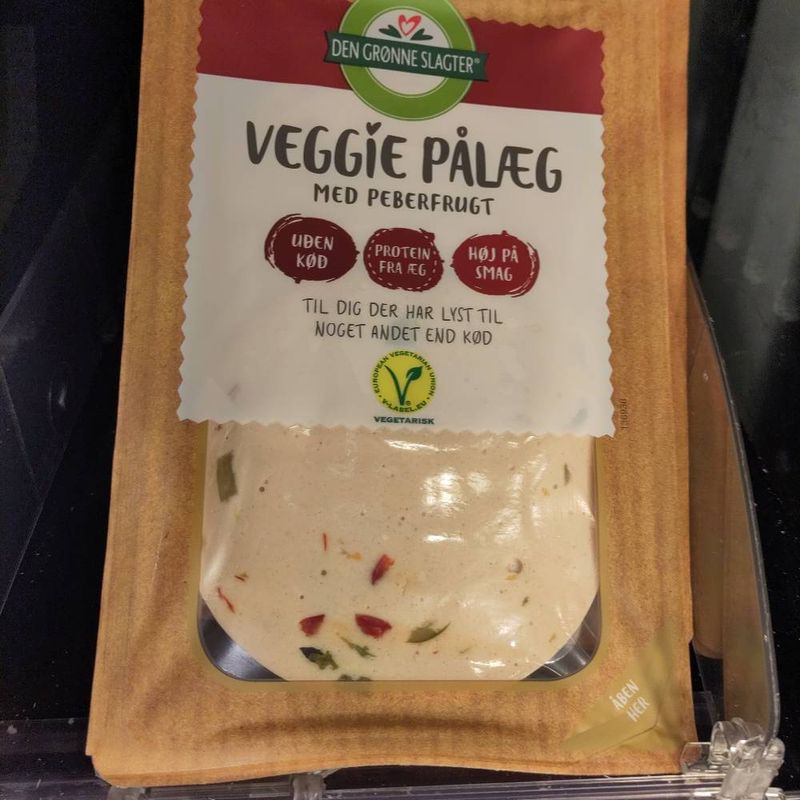 DEN GRØNNE SLAGTER®
VEGGIE PÅLÆG
MED PEBERFRUGT
UDEN
KØD
PROTEIN
FRA ÆG
HØJ PÅ
SMAG
TIL DIG DER HAR LYST TIL
NOGET ANDET END KØD
EUROPEAN VEGETARIAN UNION
V-LABEL.EU
VEGETARISK
ÅBEN
HER